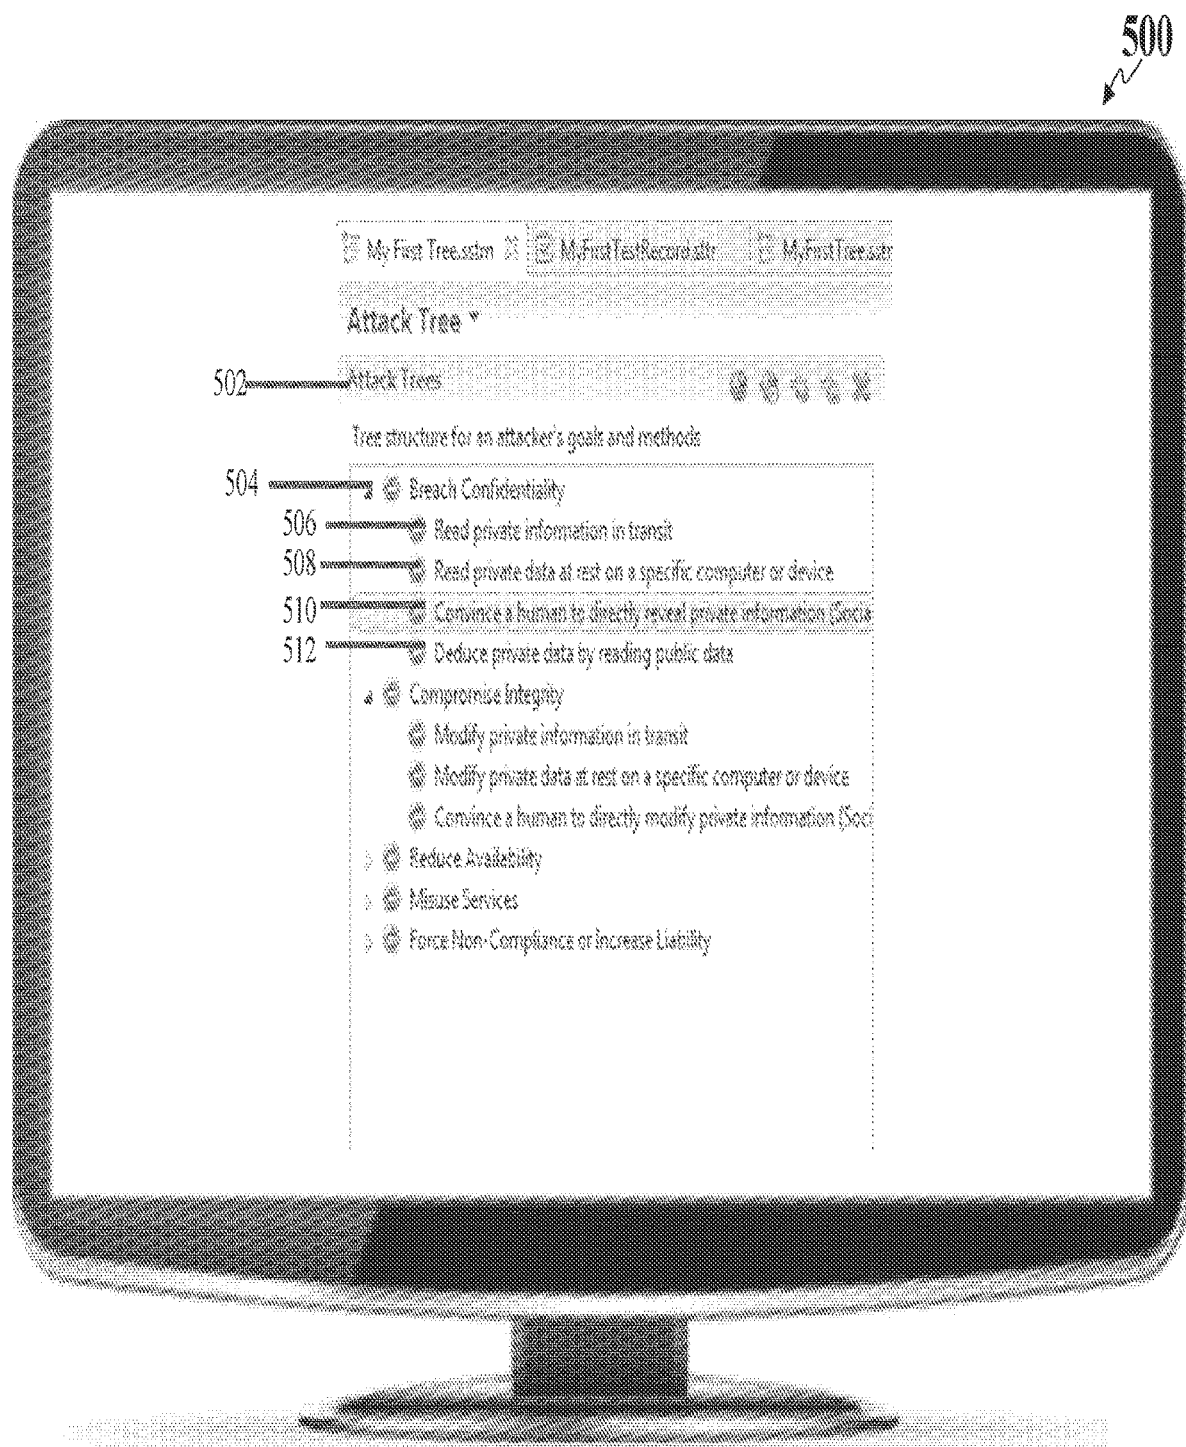 500
My First Tree.sstm MyFirstTestRecord.sttr MyFirstTree.sstr
Attack Tree
502 Attack Trees
Tree structure for an attacker's goals and methods
504 Breach Confidentiality
506 Read private information in transit
508 Read private data at rest on a specific computer or device
510 Convince a human to directly reveal private information (Socia
512 Deduce private data by reading public data
Compromise Integrity
Modify private information in transit
Modify private data at rest on a specific computer or device
Convince a human to directly modify private information (Soci
Reduce Availability
Misuse Services
Force Non-Compliance or Increase Liability